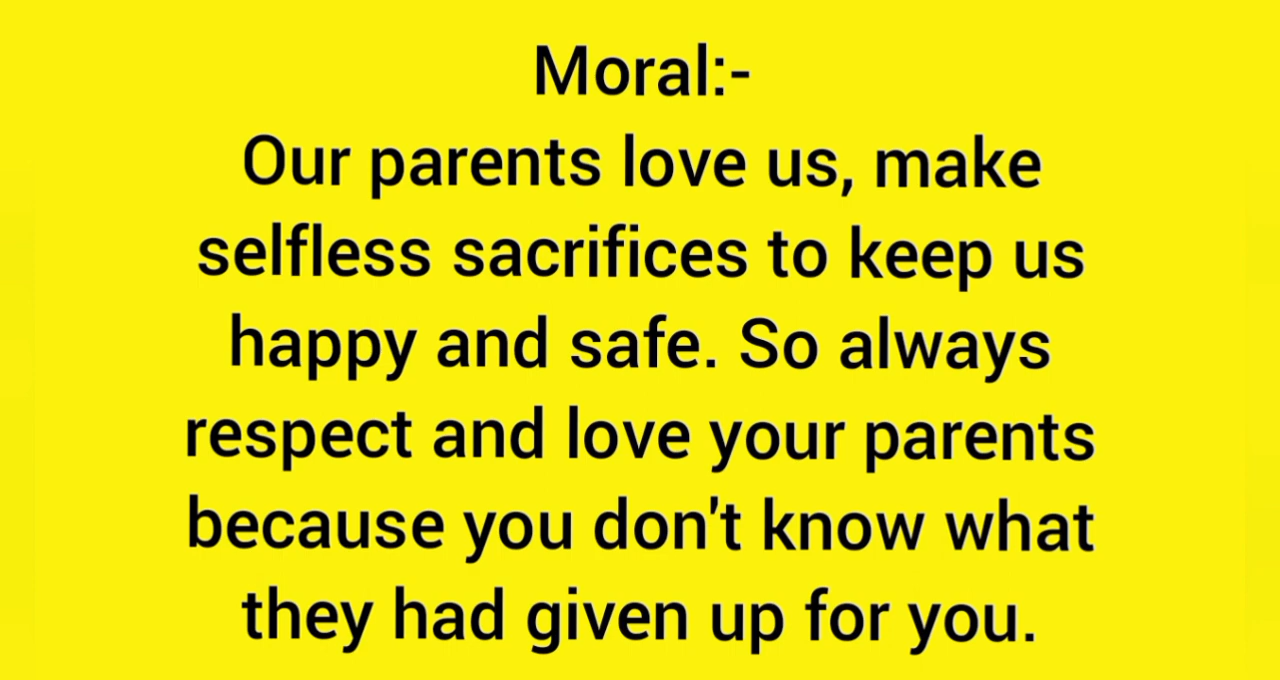 Moral:-
Our parents love us, make
selfless sacrifices to keep us
happy and safe. So always
respect and love your parents
because you don't know what
they had given up for you.